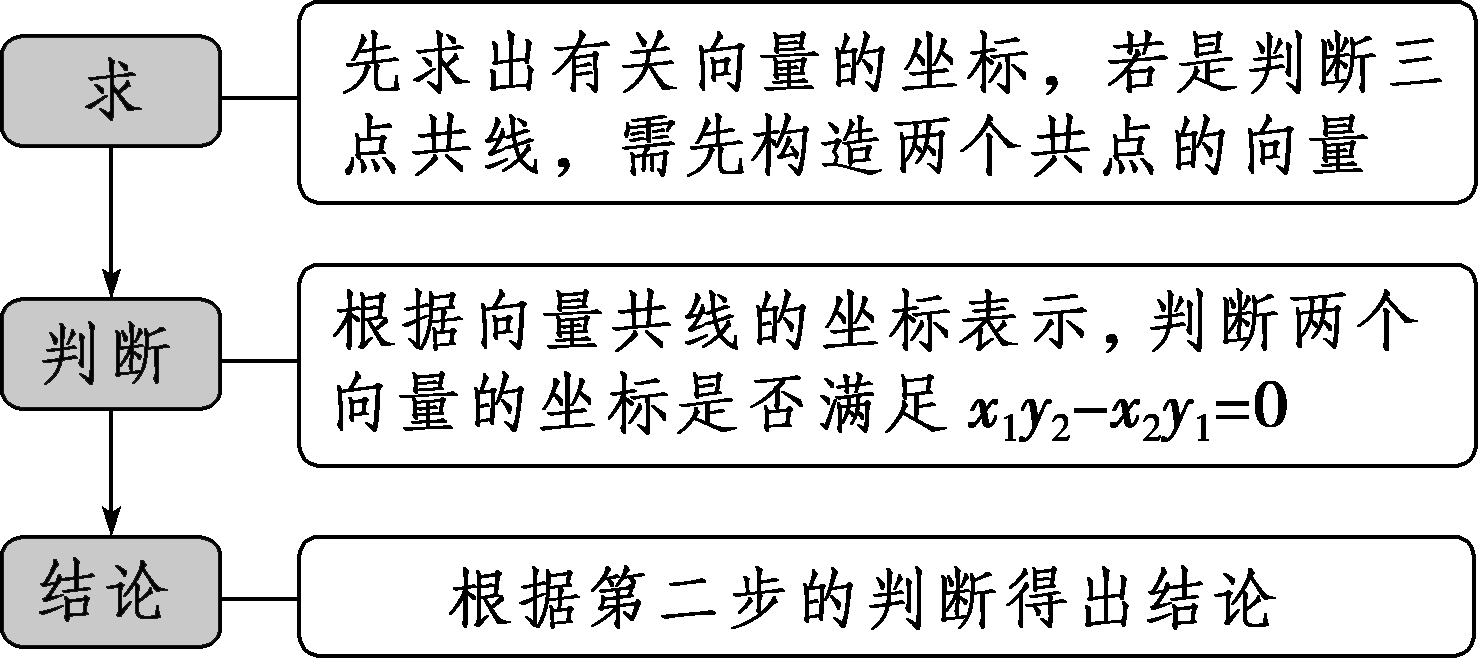 求
先求出有关向量的坐标，若是判断三
点共线，需先构造两个共点的向量
判断
根据向量共线的坐标表示，判断两个
向量的坐标是否满足 x₁y₂−x₂y₁=0
结论
根据第二步的判断得出结论